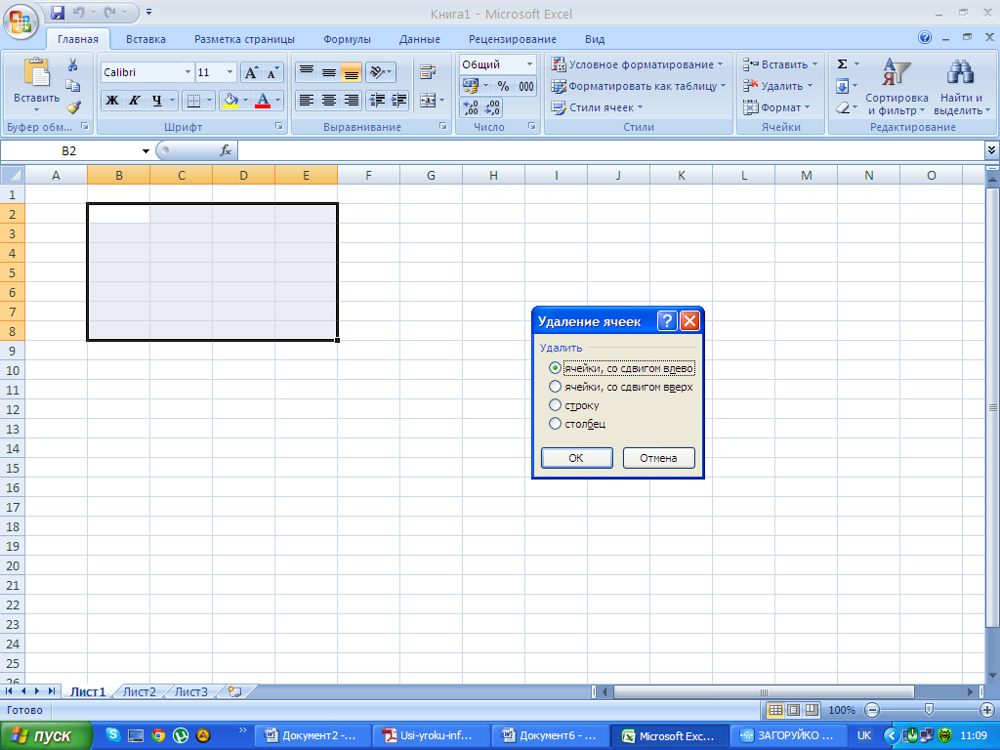 Книга1 - Microsoft Excel
Главная Вставка Разметка страницы Формулы Данные Рецензирование Вид
Вставить
Буфер обм...
Calibri 11
Ж К Ч
Шрифт
Выравнивание
Общий
% 000
,00 ,00
Число
Условное форматирование
Форматировать как таблицу
Стили ячеек
Стили
Вставить
Удалить
Формат
Ячейки
Σ
Сортировка и фильтр
Найти и выделить
Редактирование
B2 fx
A B C D E F G H I J K L M N O
1
2
3
4
5
6
7
8
9
10
11
12
13
14
15
16
17
18
19
20
21
22
23
24
25
26
Удаление ячеек
Удалить
ячейки, со сдвигом влево
ячейки, со сдвигом вверх
строку
столбец
ОК Отмена
Лист1 Лист2 Лист3
Готово 100%
пуск Документ2 -... Usi-yroku-inf... Документ6 - ... Microsoft Exc... ЗАГОРУЙКО ... UK 11:09